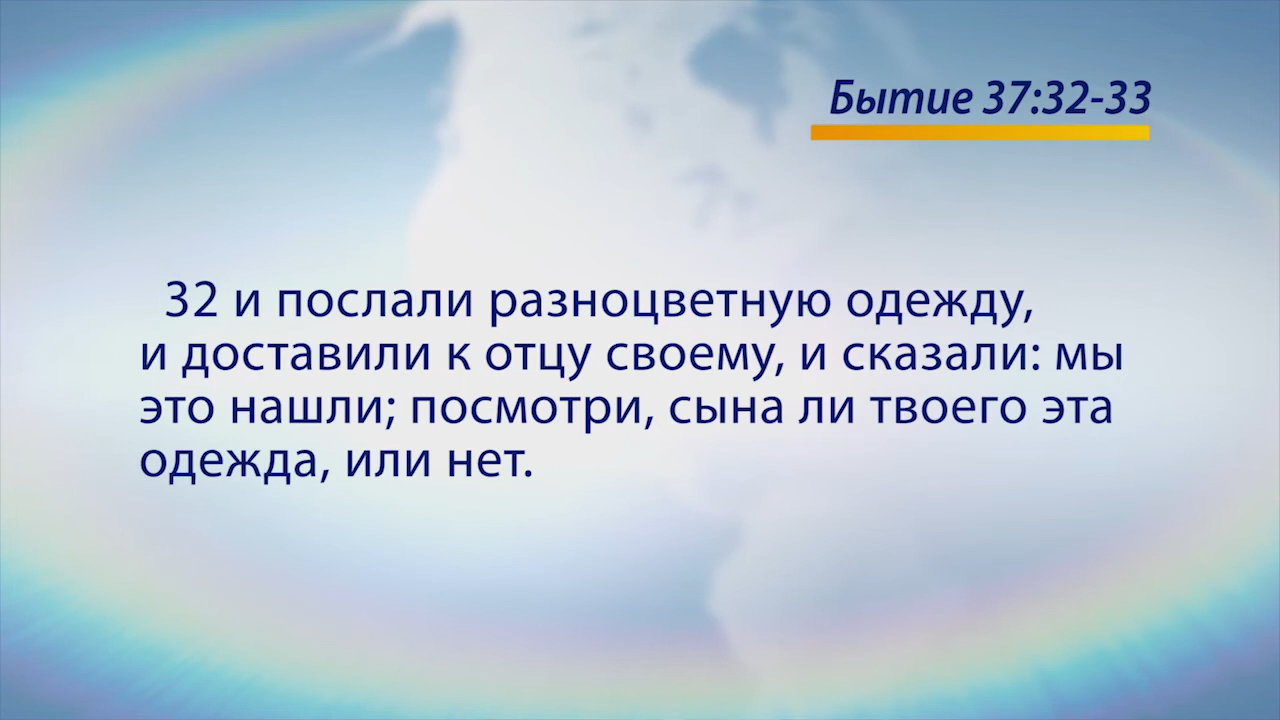 Бытие 37:32-33
32 и послали разноцветную одежду,
и доставили к отцу своему, и сказали: мы
это нашли; посмотри, сына ли твоего эта
одежда, или нет.